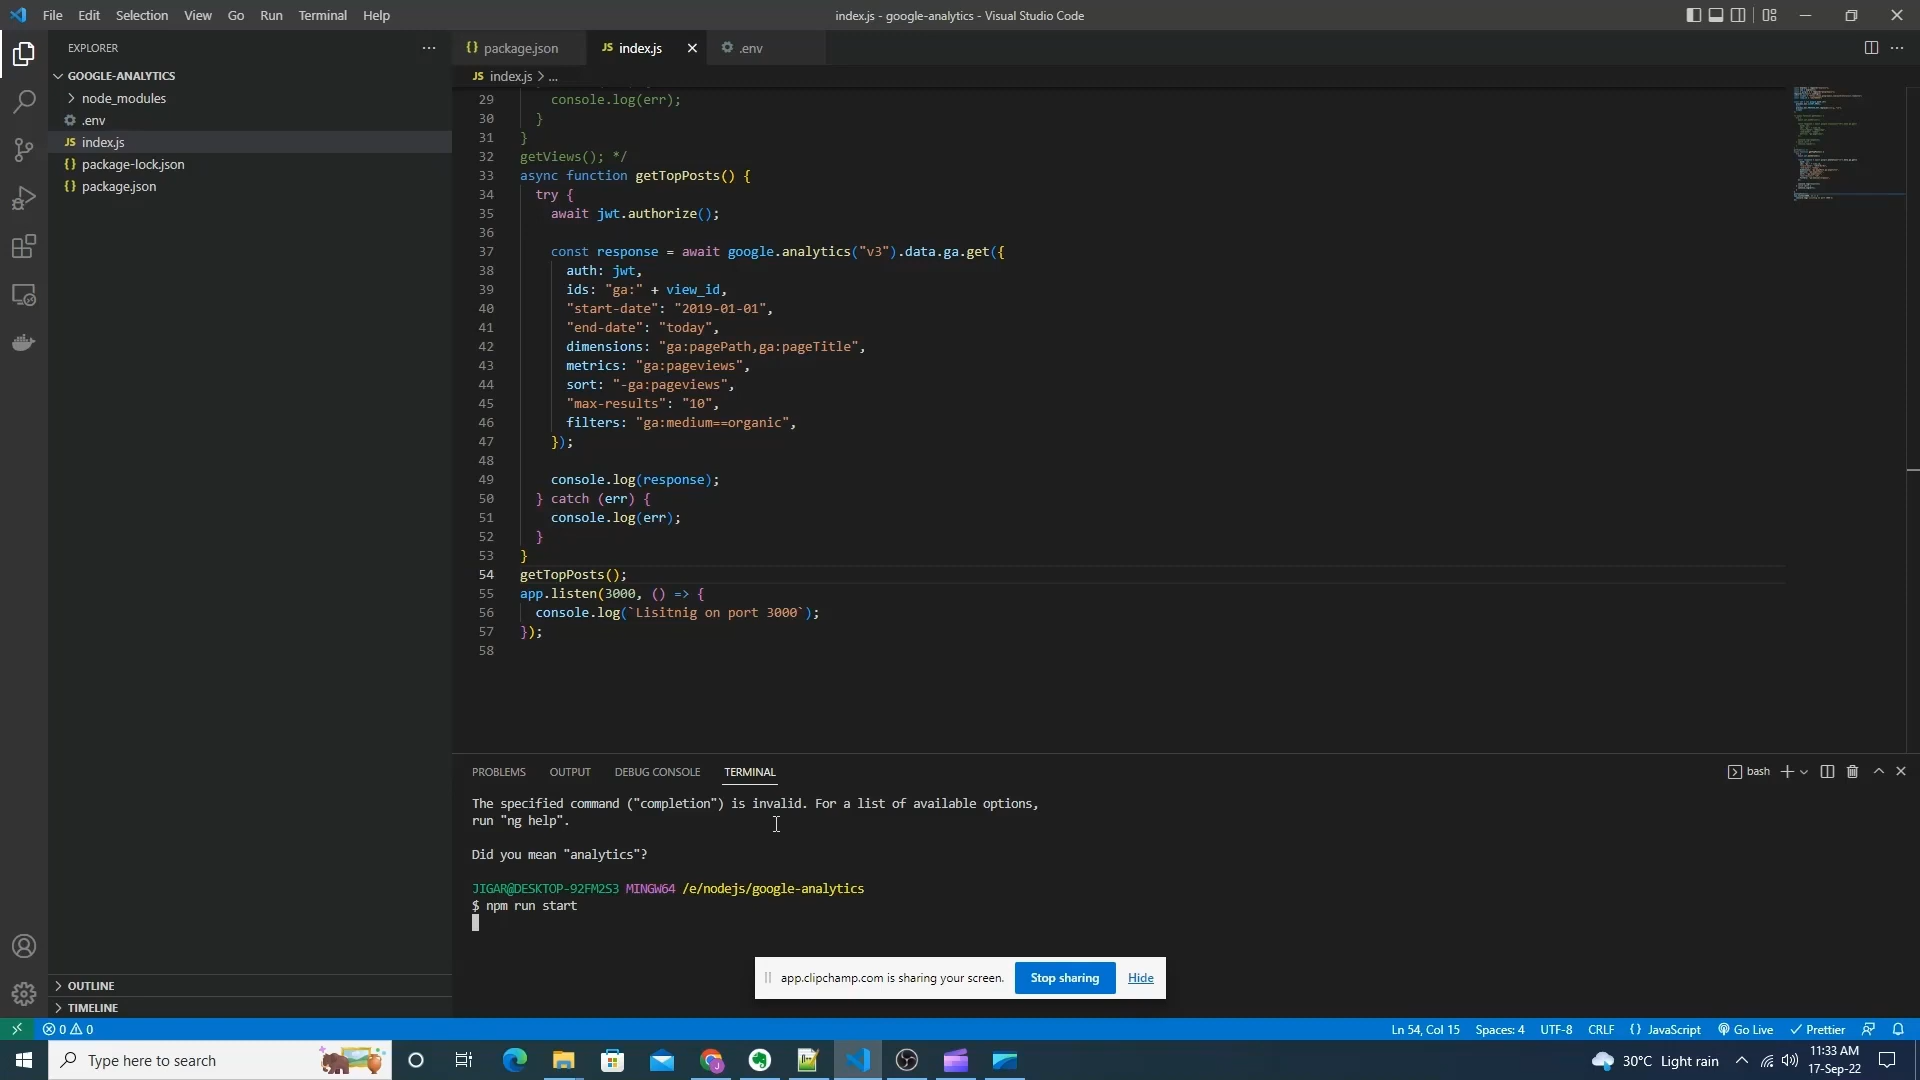 File Edit Selection View Go Run Terminal Help
index.js - google-analytics - Visual Studio Code
EXPLORER
GOOGLE-ANALYTICS
node_modules
.env
JS index.js
{} package-lock.json
{} package.json
OUTLINE
TIMELINE
{} package.json
JS index.js
.env
JS index.js > ...
29 console.log(err);
30 }
31 }
32 getViews(); */
33 async function getTopPosts() {
34 try {
35 await jwt.authorize();
36
37 const response = await google.analytics("v3").data.ga.get({
38 auth: jwt,
39 ids: "ga:" + view_id,
40 "start-date": "2019-01-01",
41 "end-date": "today",
42 dimensions: "ga:pagePath,ga:pageTitle",
43 metrics: "ga:pageviews",
44 sort: "-ga:pageviews",
45 "max-results": "10",
46 filters: "ga:medium==organic",
47 });
48
49 console.log(response);
50 } catch (err) {
51 console.log(err);
52 }
53 }
54 getTopPosts();
55 app.listen(3000, () => {
56 console.log(`Lisitnig on port 3000`);
57 });
58
PROBLEMS OUTPUT DEBUG CONSOLE TERMINAL
bash
The specified command ("completion") is invalid. For a list of available options,
run "ng help".
Did you mean "analytics"?
JIGAR@DESKTOP-92FM2S3 MINGW64 /e/nodejs/google-analytics
$ npm run start
app.clipchamp.com is sharing your screen.
Stop sharing
Hide
0 0
Ln 54, Col 15
Spaces: 4
UTF-8
CRLF
{} JavaScript
Go Live
Prettier
Type here to search
30°C Light rain
11:33 AM
17-Sep-22